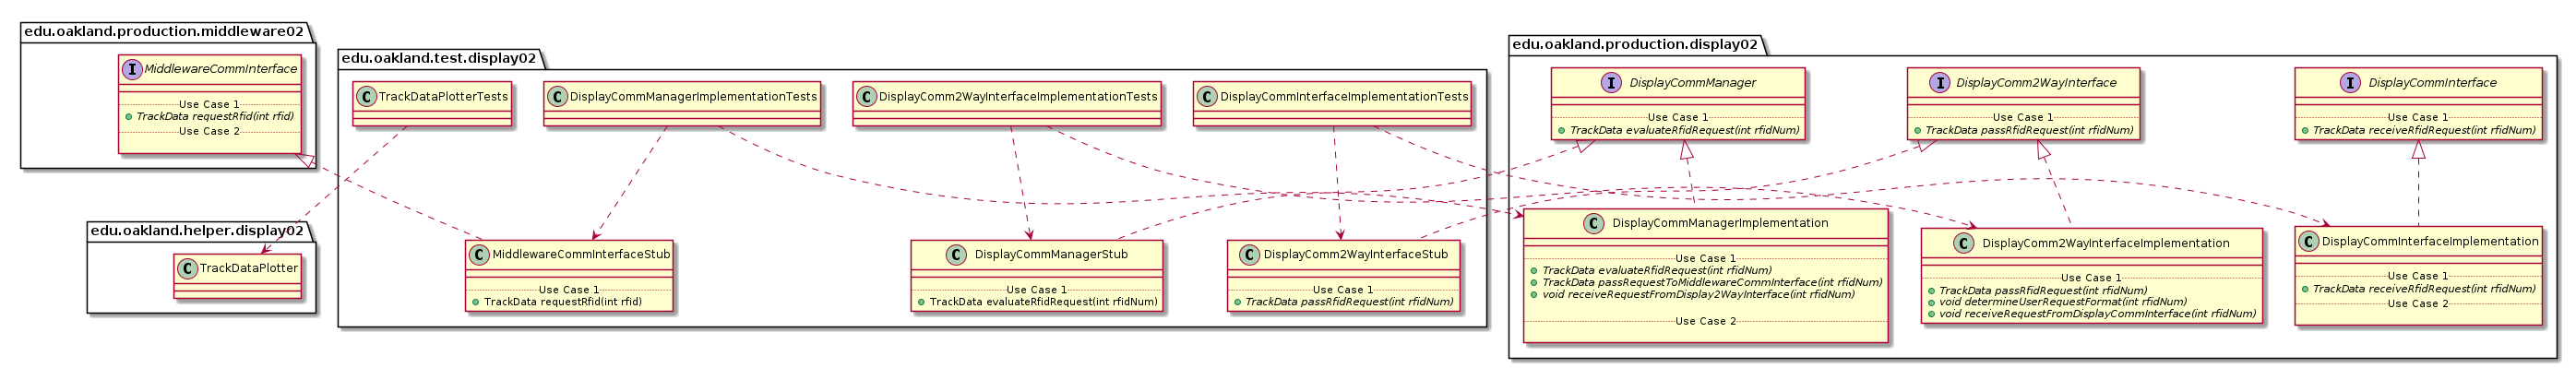 edu.oakland.production.middleware02
I MiddlewareCommInterface
Use Case 1
TrackData requestRfid(int rfid)
Use Case 2
edu.oakland.test.display02
C TrackDataPlotterTests
C DisplayCommManagerImplementationTests
C DisplayComm2WayInterfaceImplementationTests
C DisplayCommInterfaceImplementationTests
C MiddlewareCommInterfaceStub
Use Case 1
TrackData requestRfid(int rfid)
C DisplayCommManagerStub
Use Case 1
TrackData evaluateRfidRequest(int rfidNum)
C DisplayComm2WayInterfaceStub
Use Case 1
TrackData passRfidRequest(int rfidNum)
edu.oakland.helper.display02
C TrackDataPlotter
edu.oakland.production.display02
I DisplayCommManager
Use Case 1
TrackData evaluateRfidRequest(int rfidNum)
I DisplayComm2WayInterface
Use Case 1
TrackData passRfidRequest(int rfidNum)
I DisplayCommInterface
Use Case 1
TrackData receiveRfidRequest(int rfidNum)
C DisplayCommManagerImplementation
Use Case 1
TrackData evaluateRfidRequest(int rfidNum)
TrackData passRequestToMiddlewareCommInterface(int rfidNum)
void receiveRequestFromDisplay2WayInterface(int rfidNum)
Use Case 2
C DisplayComm2WayInterfaceImplementation
Use Case 1
TrackData passRfidRequest(int rfidNum)
void determineUserRequestFormat(int rfidNum)
void receiveRequestFromDisplayCommInterface(int rfidNum)
C DisplayCommInterfaceImplementation
Use Case 1
TrackData receiveRfidRequest(int rfidNum)
Use Case 2